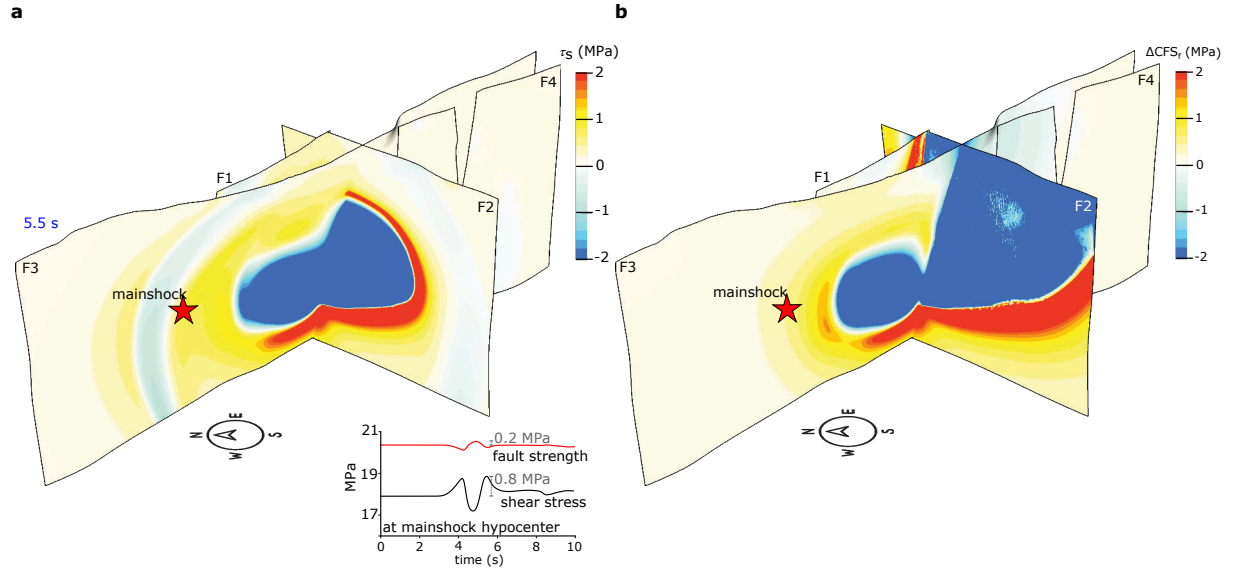 a
τS (MPa)
2
1
0
-1
-2
F4
F1
F2
5.5 s
F3
mainshock
N
E
S
W
21
19
17
MPa
0.2 MPa
fault strength
0.8 MPa
shear stress
at mainshock hypocenter
0 2 4 6 8 10
time (s)
b
ΔCFSr (MPa)
2
1
0
-1
-2
F4
F1
F2
F3
mainshock
N
E
S
W